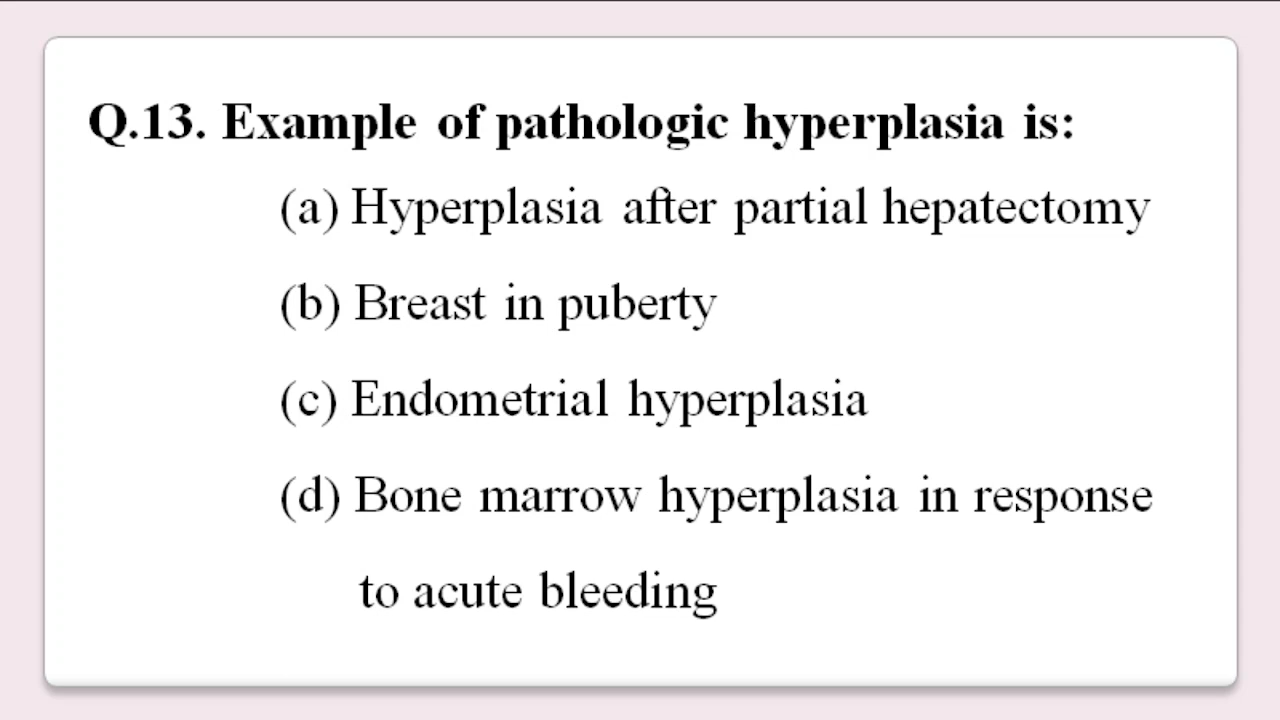 Q.13. Example of pathologic hyperplasia is:
(a) Hyperplasia after partial hepatectomy
(b) Breast in puberty
(c) Endometrial hyperplasia
(d) Bone marrow hyperplasia in response
to acute bleeding